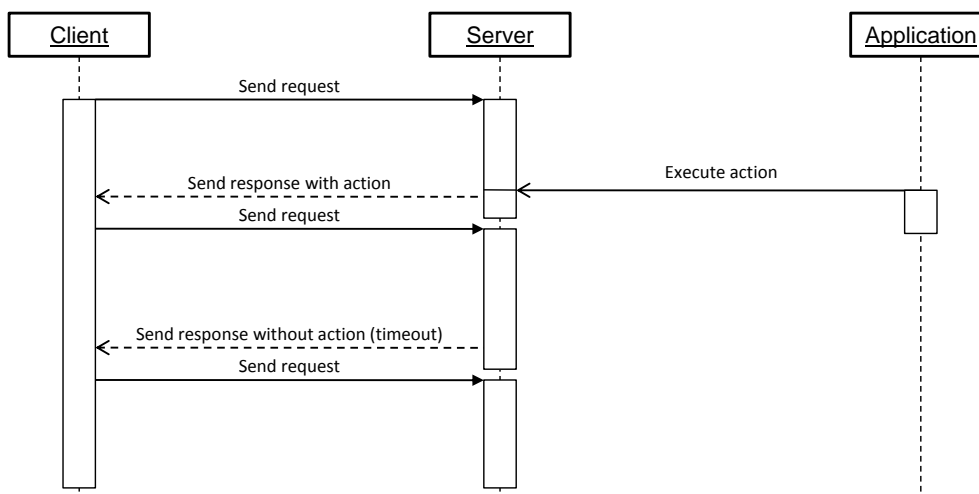 Client
Server
Application
Send request
Execute action
Send response with action
Send request
Send response without action (timeout)
Send request